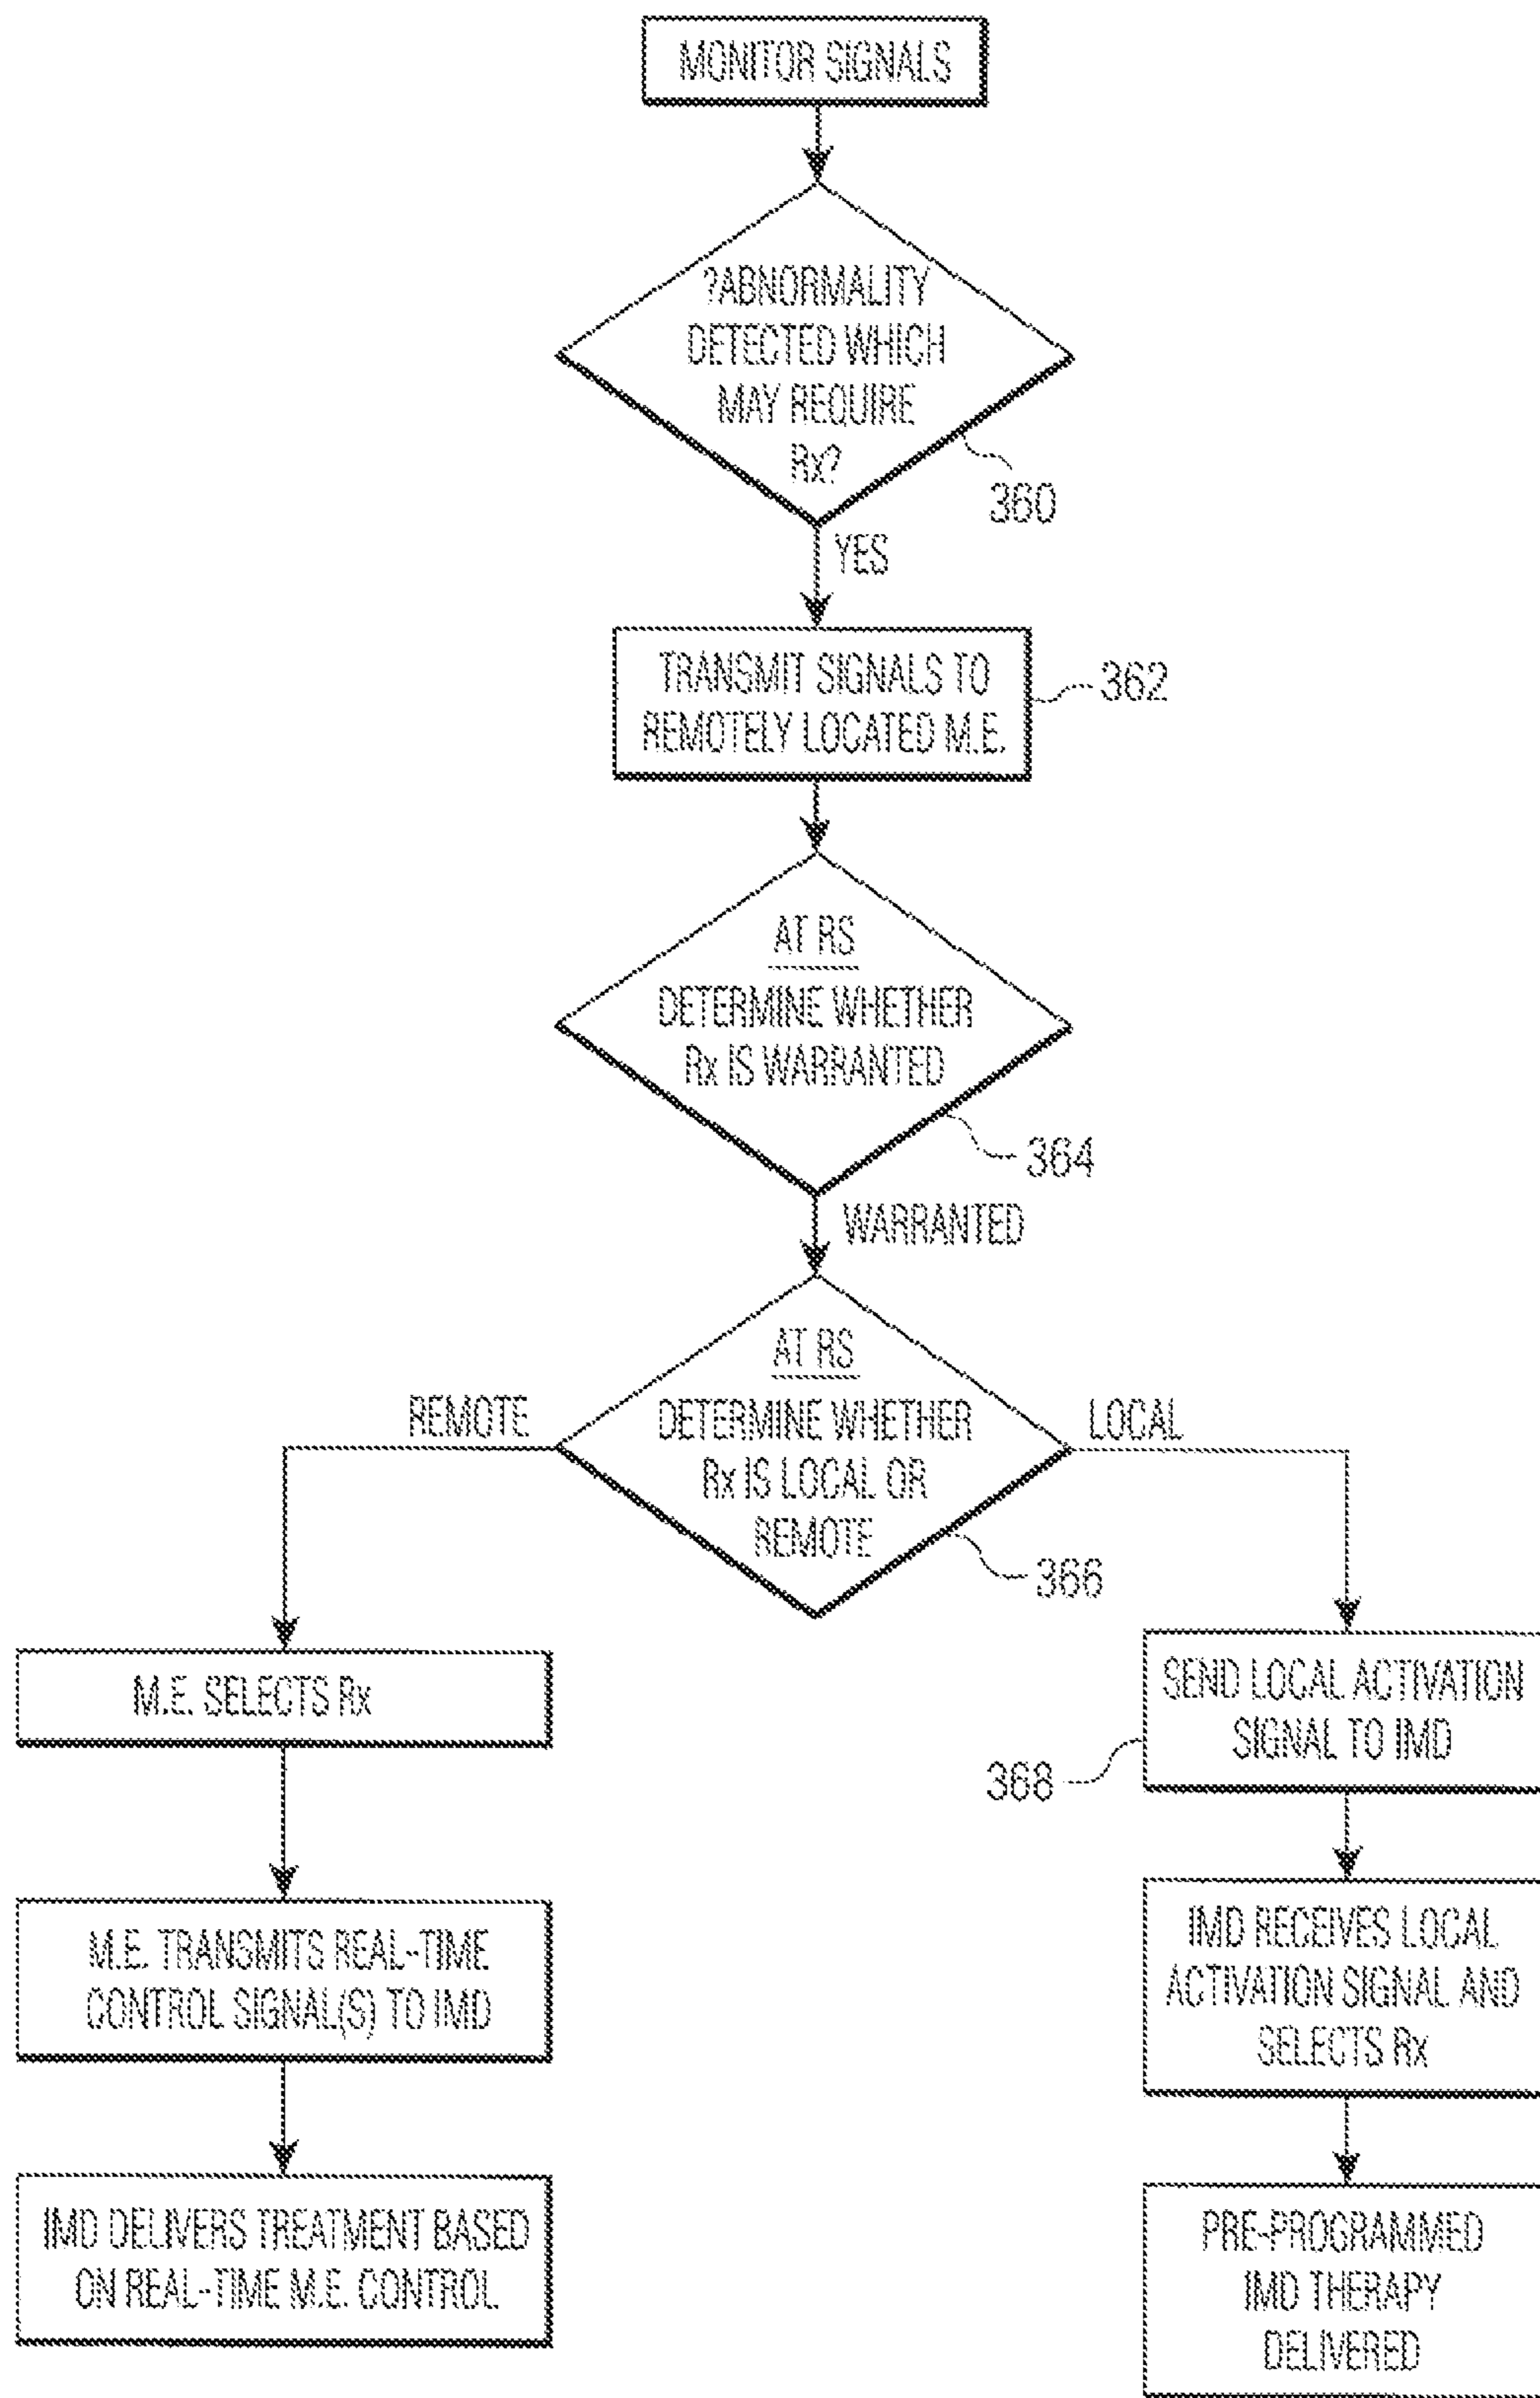 MONITOR SIGNALS
?ABNORMALITY
DETECTED WHICH
MAY REQUIRE
Rx?
360
YES
TRANSMIT SIGNALS TO
REMOTELY LOCATED M.E.
362
AT RS
DETERMINE WHETHER
Rx IS WARRANTED
364
WARRANTED
AT RS
DETERMINE WHETHER
Rx IS LOCAL OR
REMOTE
366
REMOTE
LOCAL
M.E. SELECTS Rx
M.E. TRANSMITS REAL-TIME
CONTROL SIGNAL(S) TO IMD
IMD DELIVERS TREATMENT BASED
ON REAL-TIME M.E. CONTROL
SEND LOCAL ACTIVATION
SIGNAL TO IMD
368
IMD RECEIVES LOCAL
ACTIVATION SIGNAL AND
SELECTS Rx
PRE-PROGRAMMED
IMD THERAPY
DELIVERED